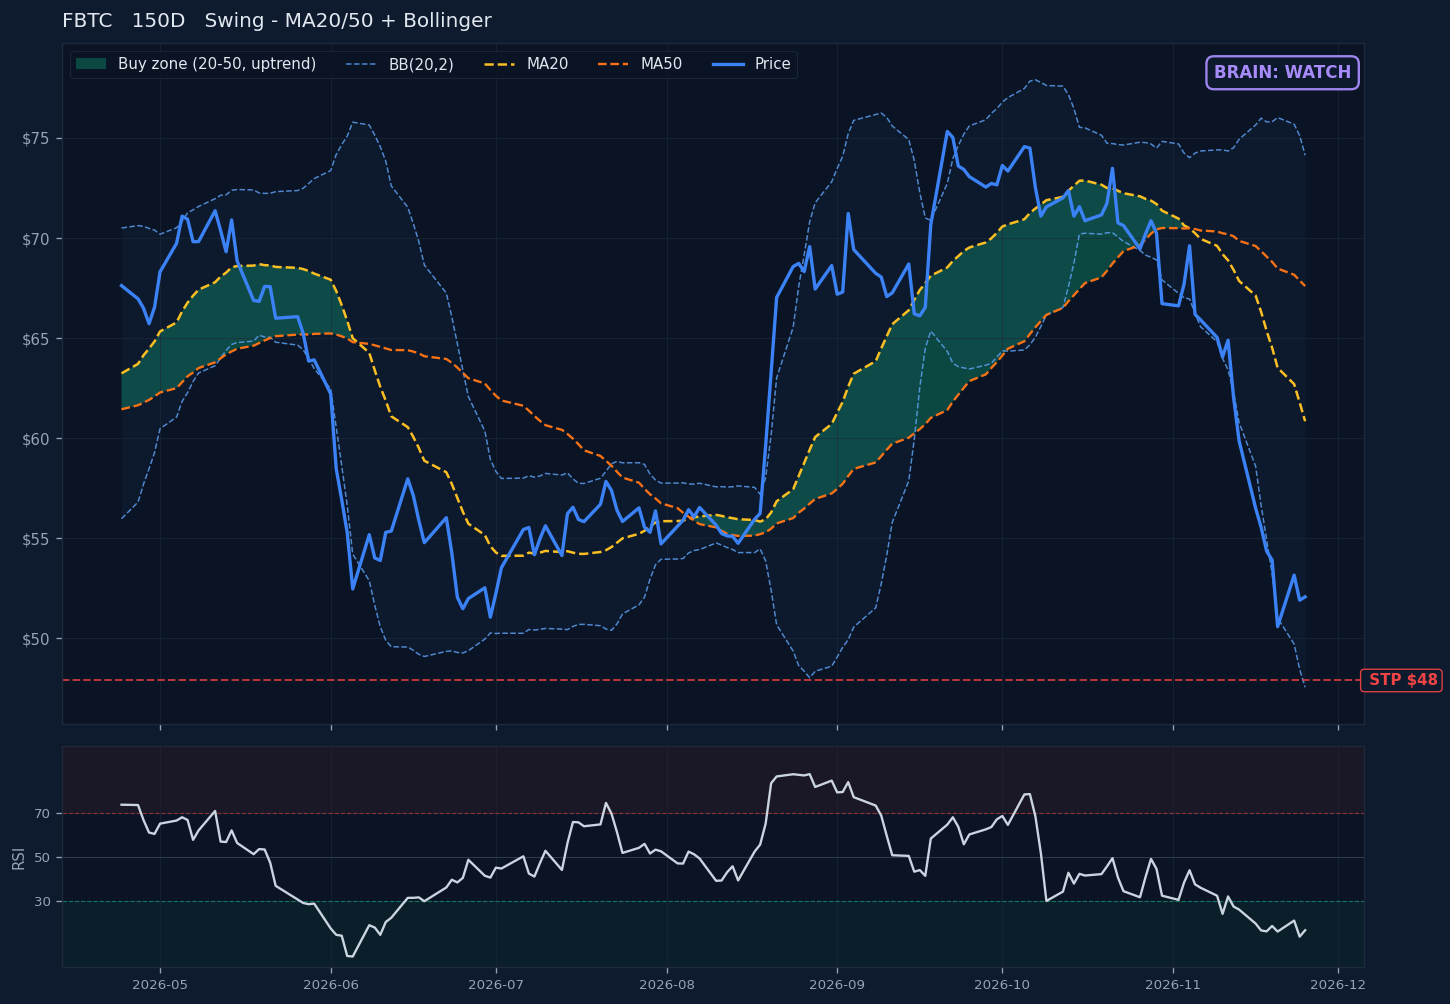 FBTC 150D Swing - MA20/50 + Bollinger
Buy zone (20-50, uptrend) BB(20,2) MA20 MA50 Price
BRAIN: WATCH
$75
$70
$65
$60
$55
$50
STP $48
RSI
70
50
30
2026-05 2026-06 2026-07 2026-08 2026-09 2026-10 2026-11 2026-12